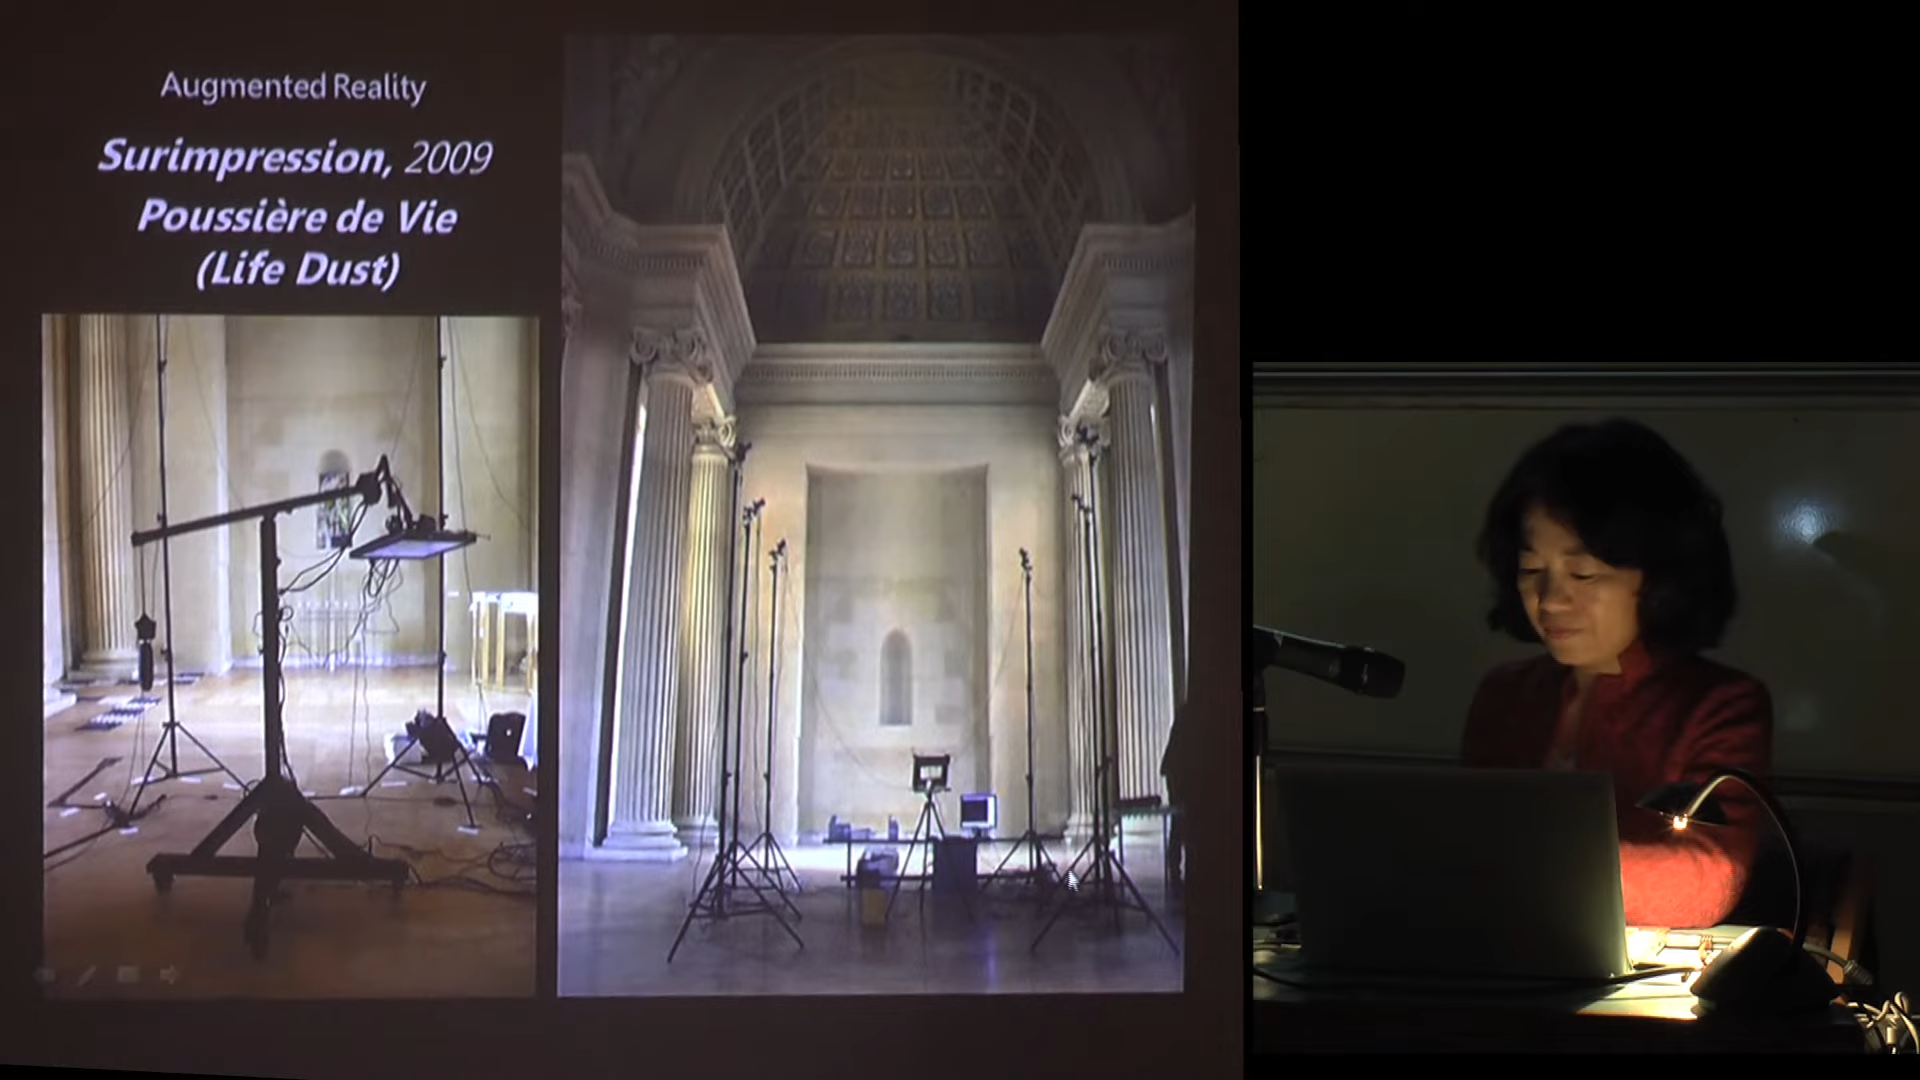 Augmented Reality
Surimpression, 2009
Poussière de Vie
(Life Dust)